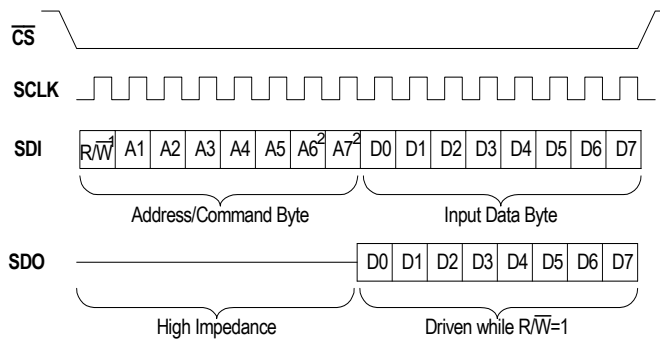 CS
SCLK
SDI R/W1 A1 A2 A3 A4 A5 A62 A72 D0 D1 D2 D3 D4 D5 D6 D7
Address/Command Byte Input Data Byte
SDO D0 D1 D2 D3 D4 D5 D6 D7
High Impedance Driven while R/W=1